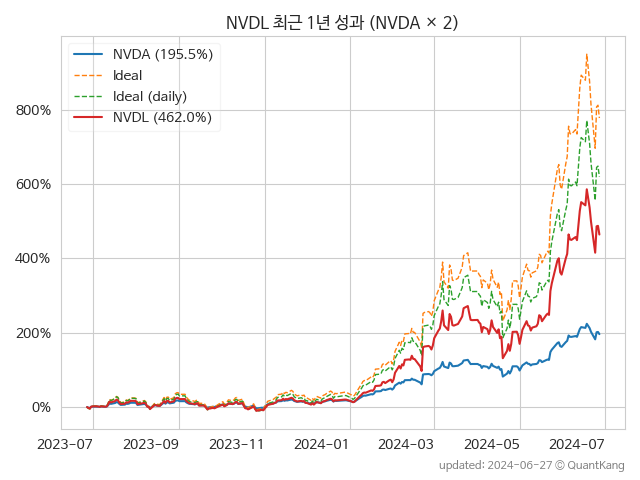 NVDL 최근 1년 성과 (NVDA × 2)
NVDA (195.5%)
Ideal
Ideal (daily)
NVDL (462.0%)
800%
600%
400%
200%
0%
2023-07 2023-09 2023-11 2024-01 2024-03 2024-05 2024-07
updated: 2024-06-27 © QuantKang